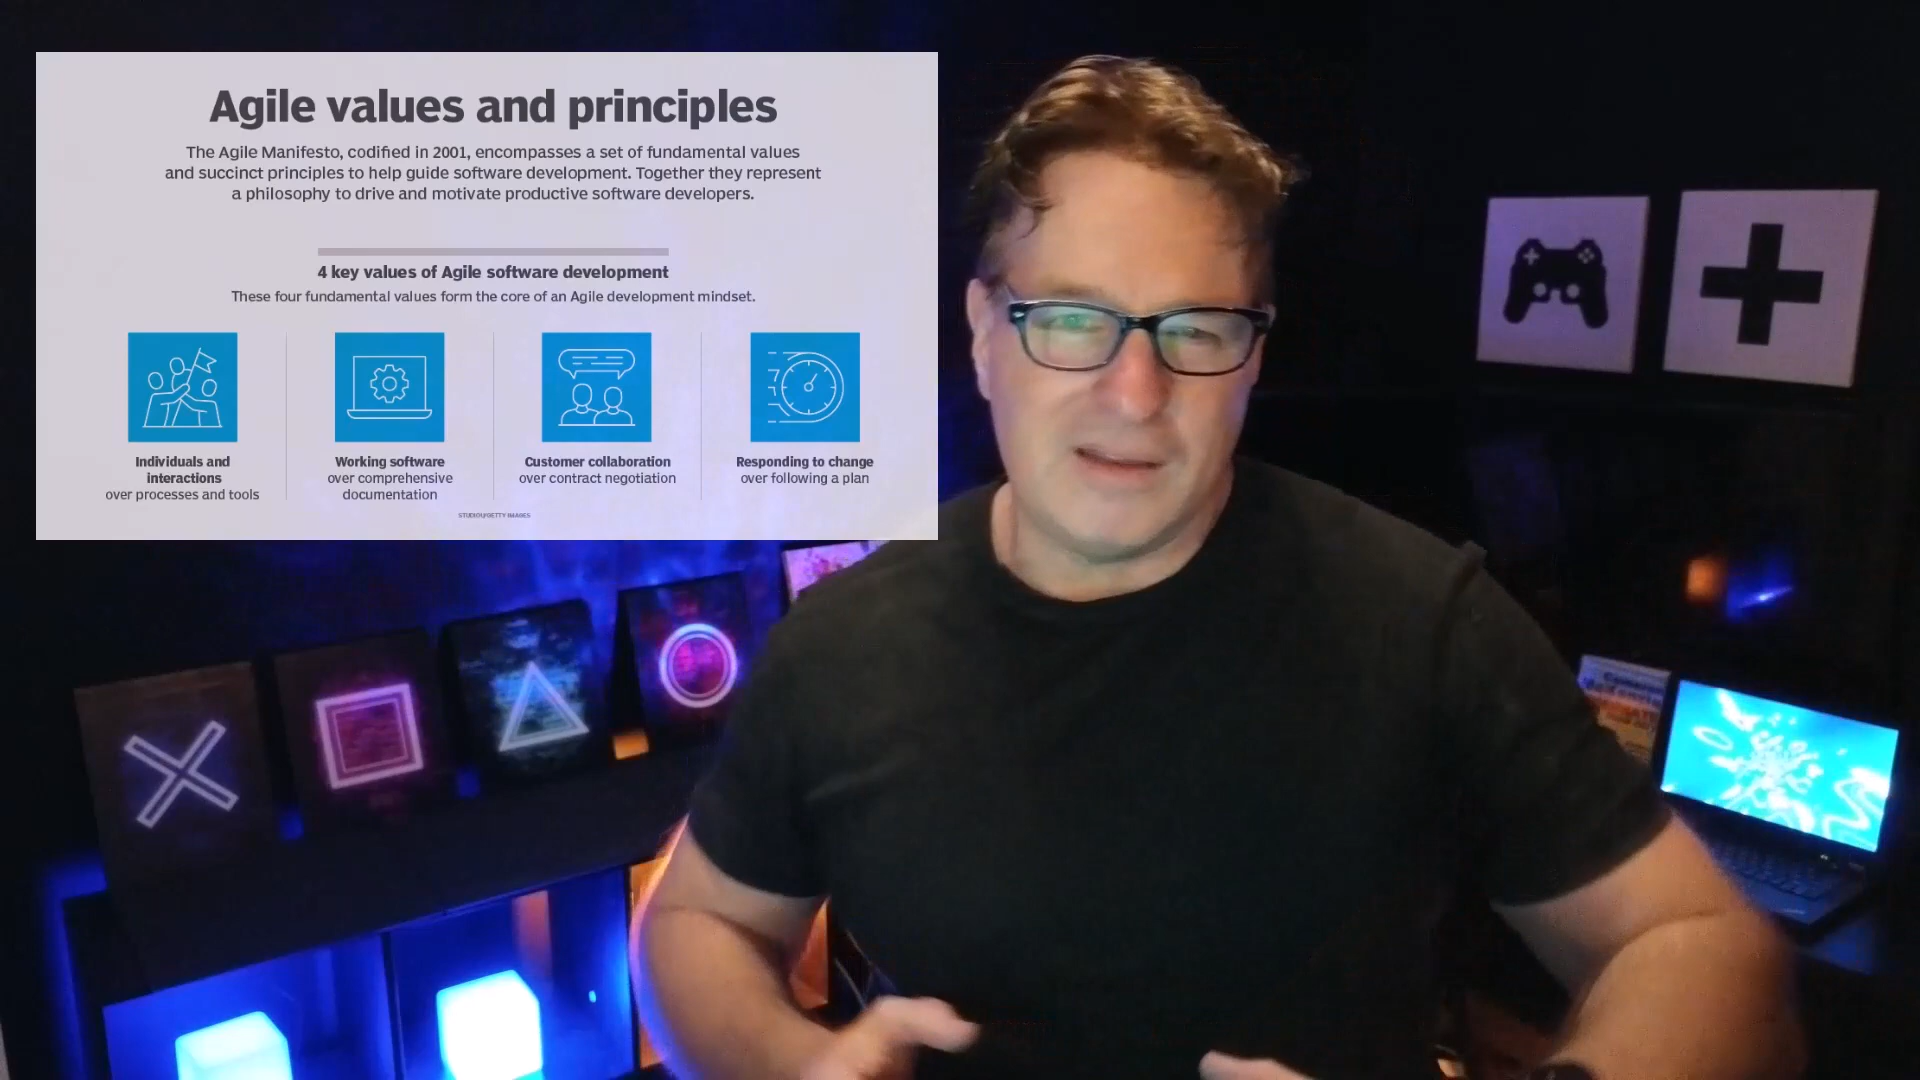 Agile values and principles
The Agile Manifesto, codified in 2001, encompasses a set of fundamental values
and succinct principles to help guide software development. Together they represent
a philosophy to drive and motivate productive software developers.
4 key values of Agile software development
These four fundamental values form the core of an Agile development mindset.
Individuals and
interactions
over processes and tools
Working software
over comprehensive
documentation
Customer collaboration
over contract negotiation
Responding to change
over following a plan
STUDIOU/GETTY IMAGES
Cameron